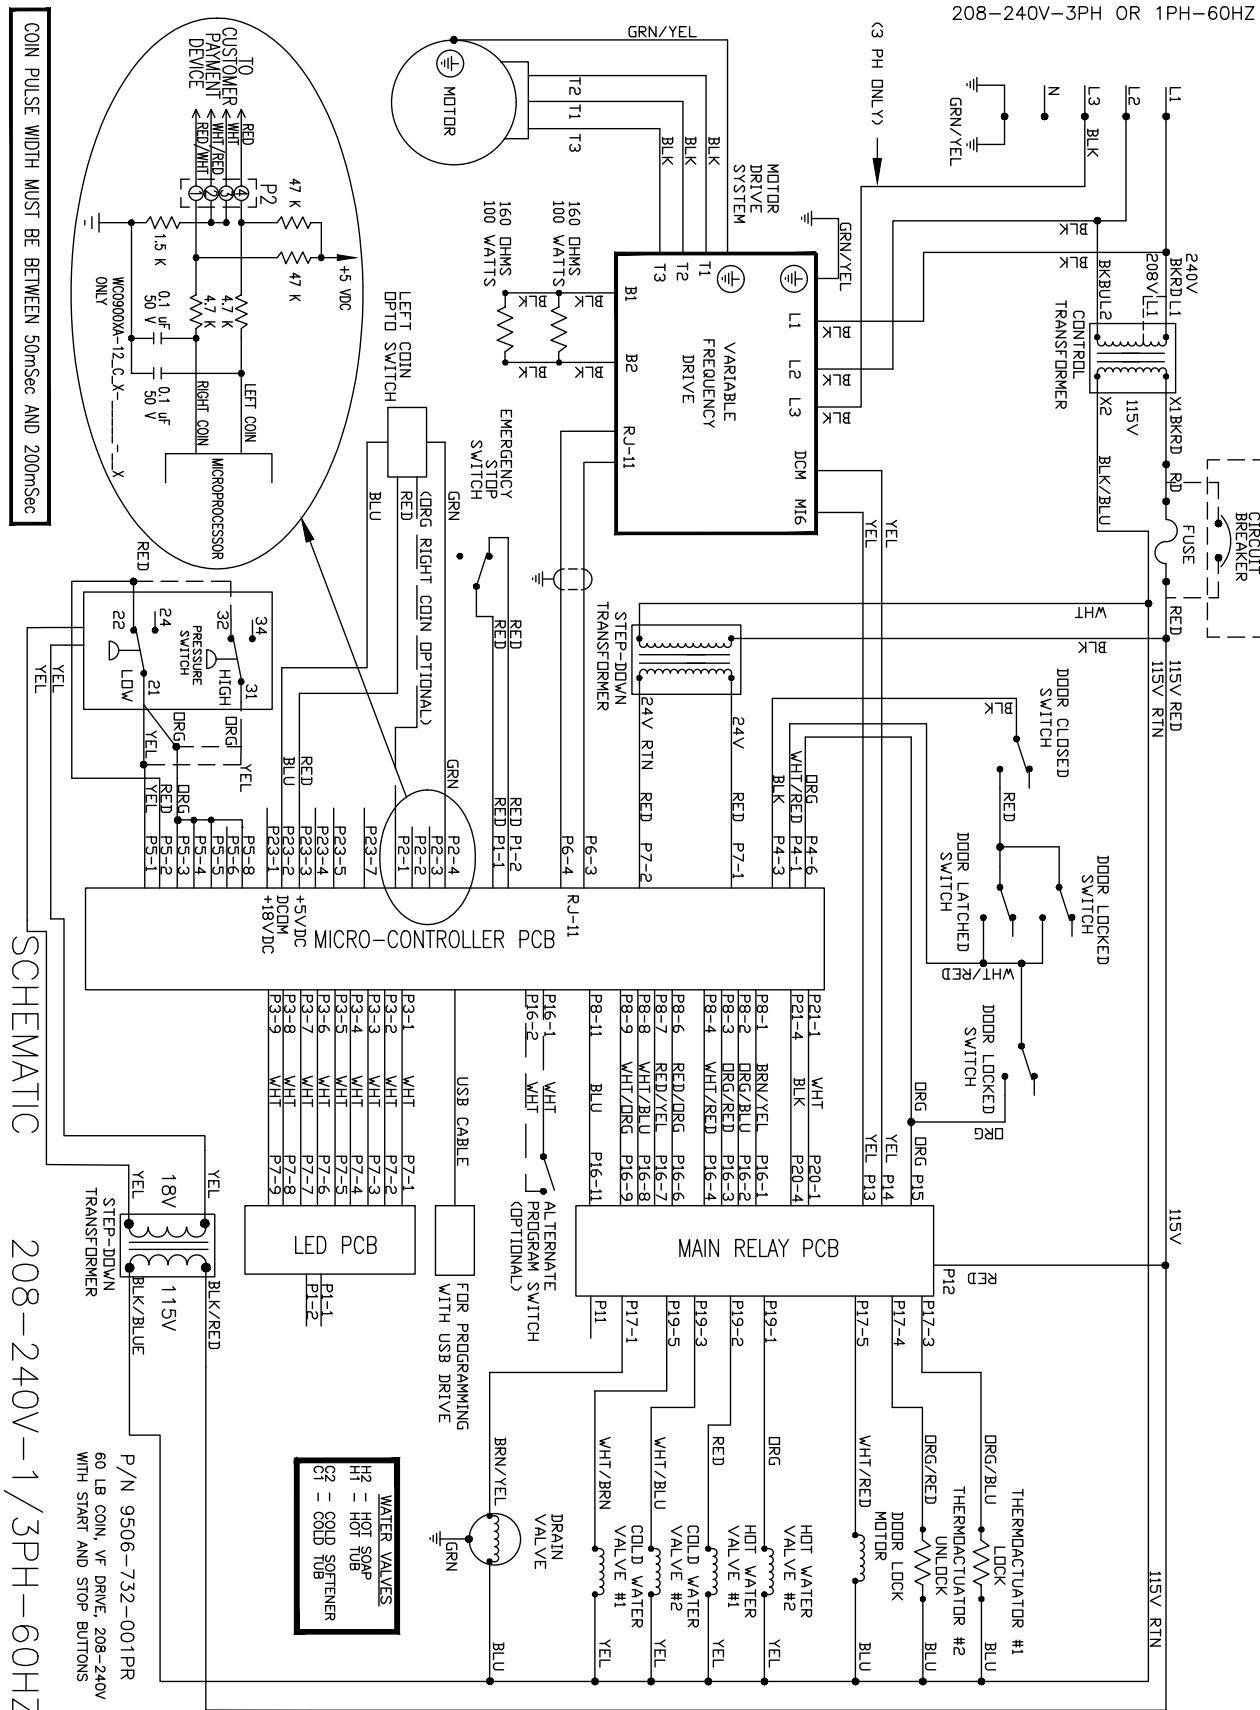 208-240V-3PH OR 1PH-60HZ
L1
L2
L3
N
GRN/YEL
BLK
(3 PH ONLY)
GRN/YEL
MOTOR
T2
T1
T3
BLK
BLK
BLK
MOTOR
DRIVE
SYSTEM
GRN/YEL
T3
T2
T1
B1
B2
RJ-11
L1
L2
L3
DCM
MI6
VARIABLE
FREQUENCY
DRIVE
BLK
BLK
BLK
BLK
BLK
160 OHMS
100 WATTS
160 OHMS
100 WATTS
BLK
BLK
BLK
BLK
240V
BKRD L1
208V L1
BKBU L2
CONTROL
TRANSFORMER
X2
115V
X1 BKRD
BLK/BLU
RD
FUSE
CIRCUIT
BREAKER
RED
WHT
BLK
115V RED
115V RTN
YEL
YEL
STEP-DOWN
TRANSFORMER
24V RTN
24V
RED
RED
P7-2
P7-1
EMERGENCY
STOP
SWITCH
RED
RED
RED P1-1
RED P1-2
LEFT COIN
OPTO SWITCH
GRN
(ORG RIGHT COIN OPTIONAL)
RED
BLU
RED
BLU
GRN
TO
CUSTOMER
PAYMENT
DEVICE
RED
WHT
WHT/RED
RED/WHT
4
3
2
1
P2
47 K
47 K
+5 VDC
1.5 K
4.7 K
4.7 K
0.1 uF
50 V
0.1 uF
50 V
WC0900XA-12_C_X-______-__X
ONLY
RIGHT COIN
LEFT COIN
MICROPROCESSOR
COIN PULSE WIDTH MUST BE BETWEEN 50mSec AND 200mSec
RED
22
24
32
34
PRESSURE
SWITCH
LOW
HIGH
21
31
YEL
YEL
ORG
ORG
YEL
YEL
YEL
RED
ORG
P5-1
P5-2
P5-3
P5-4
P5-5
P5-6
P5-8
P23-1
P23-2
P23-3
P23-4
P23-5
P23-7
P2-1
P2-2
P2-3
P2-4
P6-4
P6-3
+18VDC
DCOM
+5VDC
RJ-11
MICRO-CONTROLLER PCB
BLK
BLK
WHT/RED
ORG
P4-3
P4-1
P4-6
DOOR CLOSED
SWITCH
RED
DOOR LATCHED
SWITCH
DOOR LOCKED
SWITCH
WHT/RED
DOOR LOCKED
SWITCH
ORG
ORG
P3-9 WHT P7-9
P3-8 WHT P7-8
P3-7 WHT P7-7
P3-6 WHT P7-6
P3-5 WHT P7-5
P3-4 WHT P7-4
P3-3 WHT P7-3
P3-2 WHT P7-2
P3-1 WHT P7-1
USB CABLE
P16-2 WHT
P16-1 WHT
P8-11 BLU P16-11
P8-9 WHT/ORG P16-9
P8-8 WHT/BLU P16-8
P8-7 RED/YEL P16-7
P8-6 RED/ORG P16-6
P8-4 WHT/RED P16-4
P8-3 ORG/RED P16-3
P8-2 ORG/BLU P16-2
P8-1 BRN/YEL P16-1
P21-4 BLK P20-4
P21-1 WHT P20-1
YEL P13
YEL P14
ORG P15
LED PCB
P1-2
P1-1
FOR PROGRAMMING
WITH USB DRIVE
ALTERNATE
PROGRAM SWITCH
(OPTIONAL)
MAIN RELAY PCB
RED
P12
115V
P11
P17-1
P19-5
P19-3
P19-2
P19-1
P17-5
P17-4
P17-3
YEL
YEL
18V
115V
STEP-DOWN
TRANSFORMER
BLK/BLUE
BLK/RED
BRN/YEL
DRAIN
VALVE
GRN
BLU
WHT/BRN
COLD WATER
VALVE #1
YEL
WHT/BLU
COLD WATER
VALVE #2
YEL
RED
HOT WATER
VALVE #1
YEL
ORG
HOT WATER
VALVE #2
YEL
WHT/RED
DOOR LOCK
MOTOR
BLU
ORG/RED
THERMOACTUATOR #2
UNLOCK
BLU
ORG/BLU
THERMOACTUATOR #1
LOCK
BLU
115V RTN
WATER VALVES
H2 - HOT SOAP
H1 - HOT TUB
C2 - COLD SOFTENER
C1 - COLD TUB
P/N 9506-732-001PR
60 LB COIN, VF DRIVE, 208-240V
WITH START AND STOP BUTTONS
SCHEMATIC 208-240V-1/3PH-60HZ